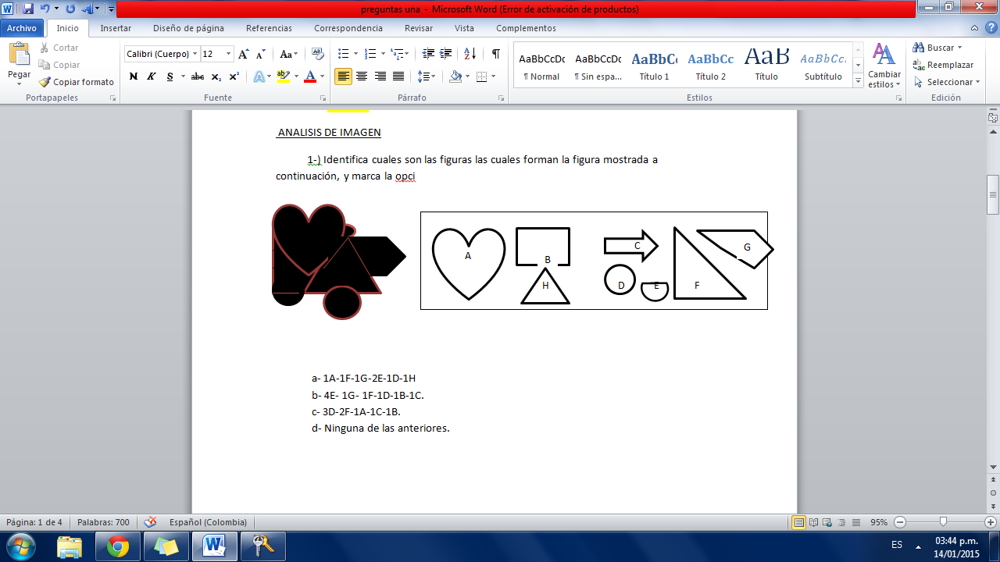 preguntas una - Microsoft Word (Error de activación de productos)
Archivo Inicio Insertar Diseño de página Referencias Correspondencia Revisar Vista Complementos
Pegar
Cortar
Copiar
Copiar formato
Portapapeles
Calibri (Cuerpo) 12
N K S abc x₂ x²
Fuente
Párrafo
AaBbCcDc AaBbCcDc AaBbCc AaBbCc AaB AaBbCc.
¶ Normal ¶ Sin espa... Título 1 Título 2 Título Subtítulo
Cambiar estilos
Estilos
Buscar
Reemplazar
Seleccionar
Edición
ANALISIS DE IMAGEN
1-) Identifica cuales son las figuras las cuales forman la figura mostrada a
continuación, y marca la opci
A B C D E F G H
a- 1A-1F-1G-2E-1D-1H
b- 4E- 1G- 1F-1D-1B-1C.
c- 3D-2F-1A-1C-1B.
d- Ninguna de las anteriores.
Página: 1 de 4 Palabras: 700 Español (Colombia) 95%
ES 03:44 p.m.
14/01/2015